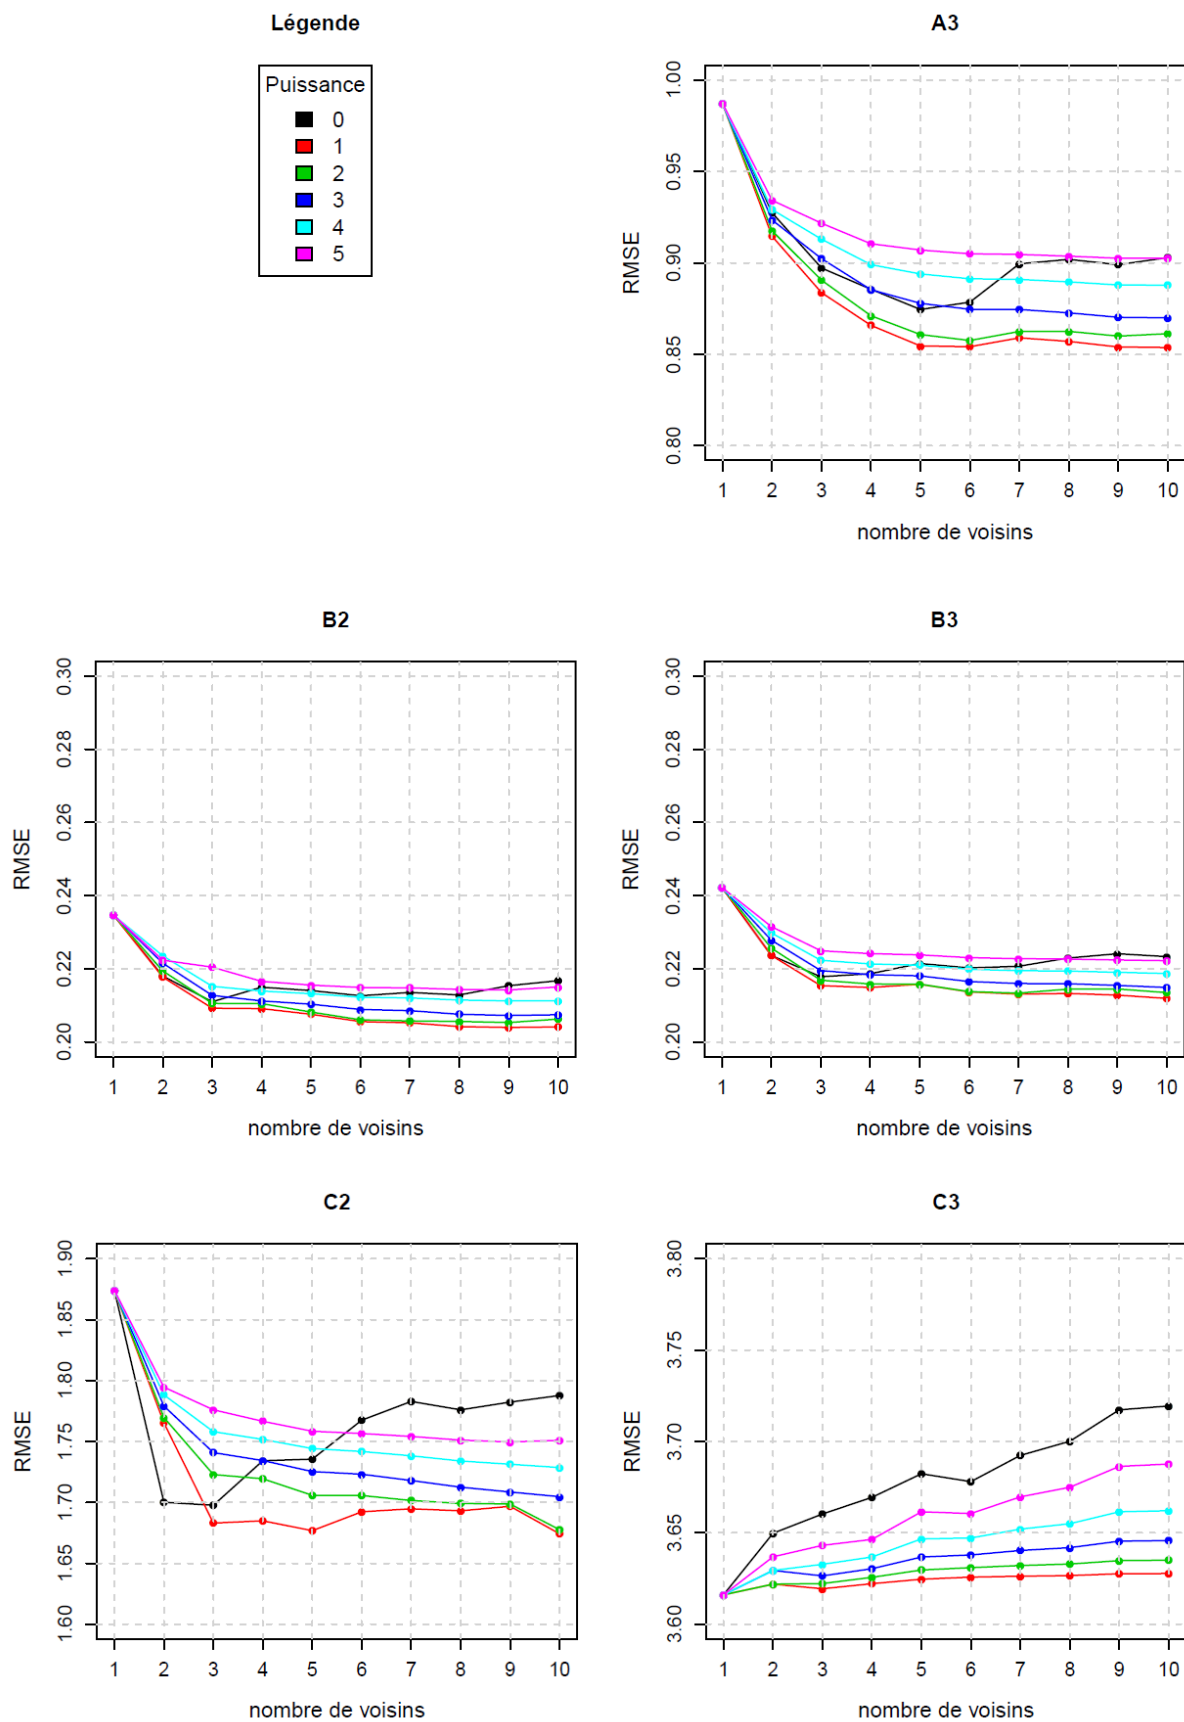 Légende
Puissance
0
1
2
3
4
5
A3
RMSE
1.00
0.95
0.90
0.85
0.80
1 2 3 4 5 6 7 8 9 10
nombre de voisins
B2
RMSE
0.30
0.28
0.26
0.24
0.22
0.20
1 2 3 4 5 6 7 8 9 10
nombre de voisins
B3
RMSE
0.30
0.28
0.26
0.24
0.22
0.20
1 2 3 4 5 6 7 8 9 10
nombre de voisins
C2
RMSE
1.90
1.85
1.80
1.75
1.70
1.65
1.60
1 2 3 4 5 6 7 8 9 10
nombre de voisins
C3
RMSE
3.80
3.75
3.70
3.65
3.60
1 2 3 4 5 6 7 8 9 10
nombre de voisins